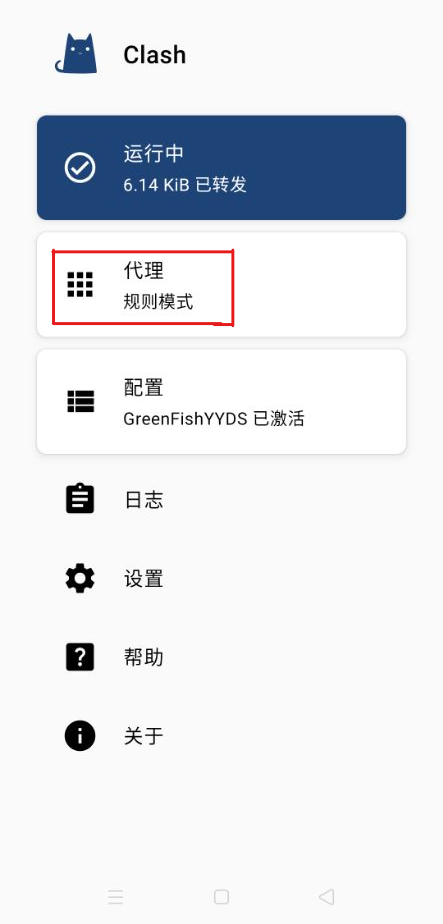 Clash
运行中
6.14 KiB 已转发
代理
规则模式
配置
GreenFishYYDS 已激活
日志
设置
帮助
关于